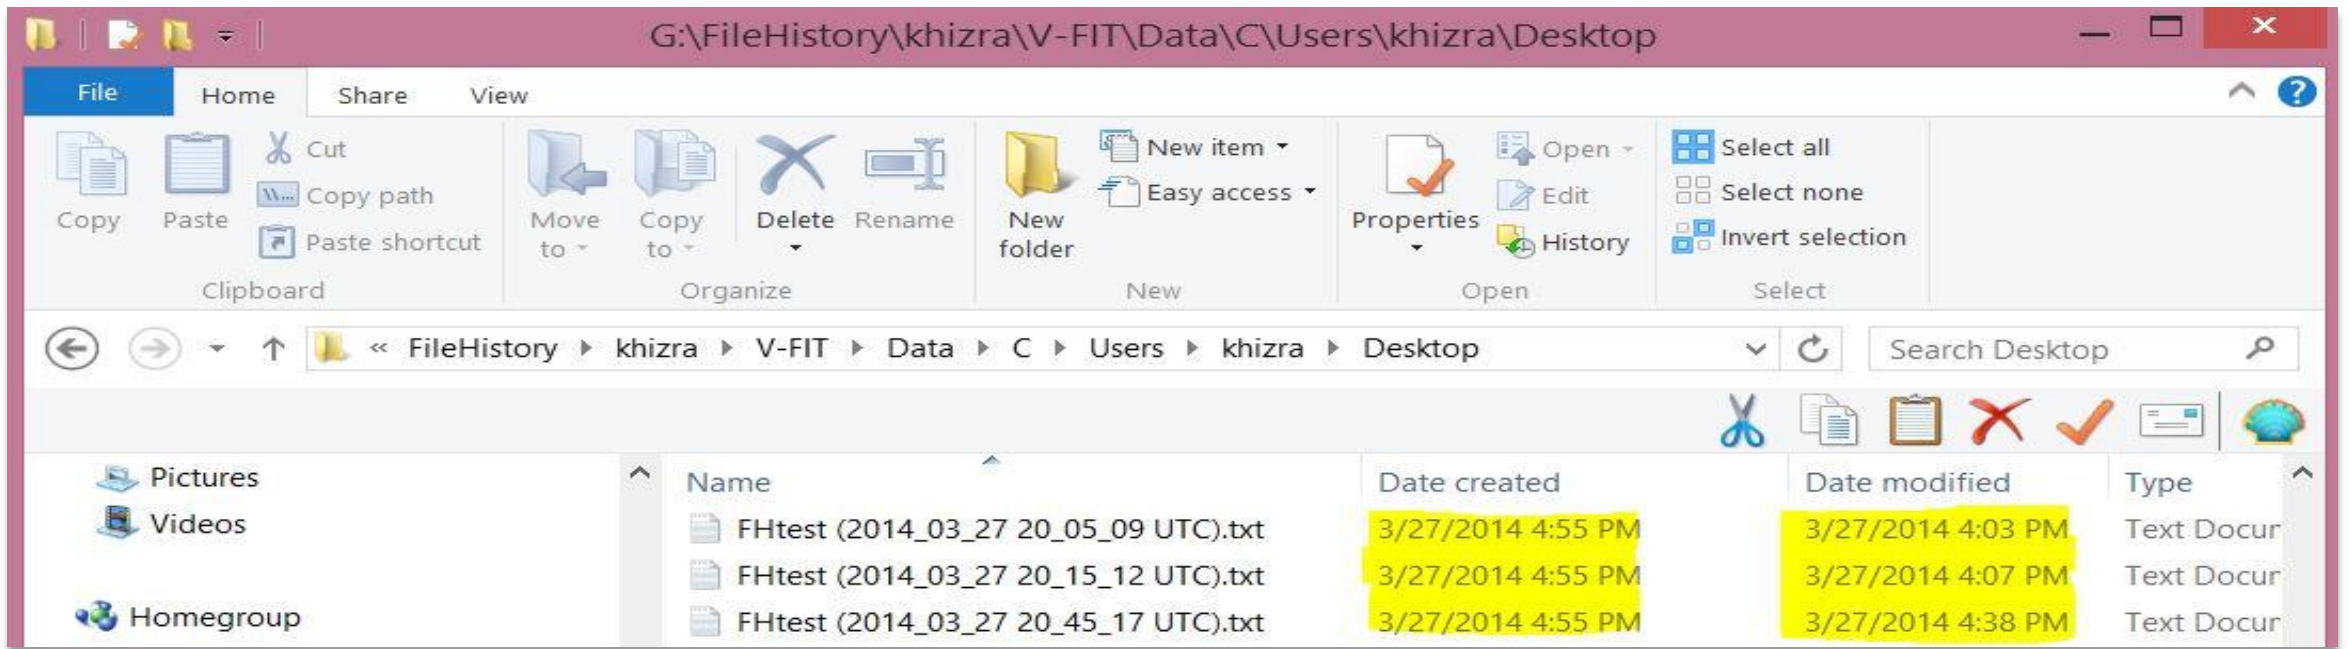 G:\FileHistory\khizra\V-FIT\Data\C\Users\khizra\Desktop
File Home Share View
Copy
Paste
Cut
Copy path
Paste shortcut
Clipboard
Move to
Copy to
Delete
Rename
Organize
New folder
New item
Easy access
New
Properties
Open
Edit
History
Open
Select all
Select none
Invert selection
Select
« FileHistory khizra V-FIT Data C Users khizra Desktop
Search Desktop
Pictures
Videos
Homegroup
Name Date created Date modified Type
FHtest (2014_03_27 20_05_09 UTC).txt 3/27/2014 4:55 PM 3/27/2014 4:03 PM Text Docur
FHtest (2014_03_27 20_15_12 UTC).txt 3/27/2014 4:55 PM 3/27/2014 4:07 PM Text Docur
FHtest (2014_03_27 20_45_17 UTC).txt 3/27/2014 4:55 PM 3/27/2014 4:38 PM Text Docur